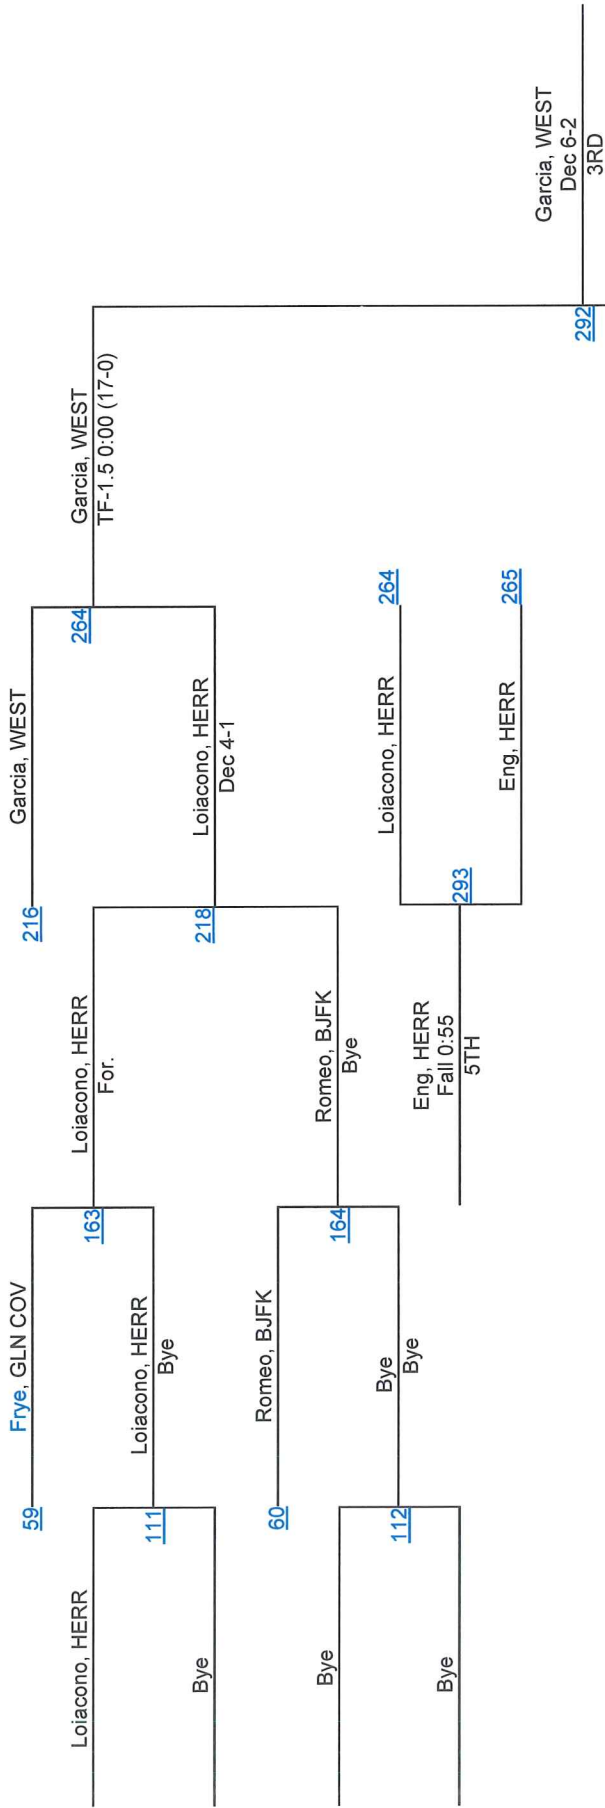 Loiacono, HERR
Bye
Bye
Bye
59
111
60
112
Frye, GLN COV
Loiacono, HERR
Bye
Romeo, BJFK
Bye
Bye
163
164
Loiacono, HERR
For.
Romeo, BJFK
Bye
Eng, HERR
Fall 0:55
5TH
216
218
293
Garcia, WEST
Loiacono, HERR
Dec 4-1
Loiacono, HERR
Eng, HERR
264
264
265
Garcia, WEST
TF-1.5 0:00 (17-0)
292
Garcia, WEST
Dec 6-2
3RD